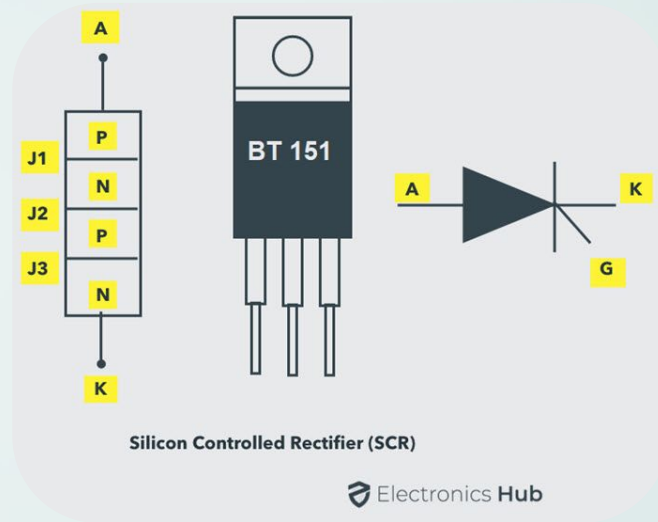 A
P
J1
N
J2
P
J3
N
K
BT 151
A
K
G
Silicon Controlled Rectifier (SCR)
Electronics Hub